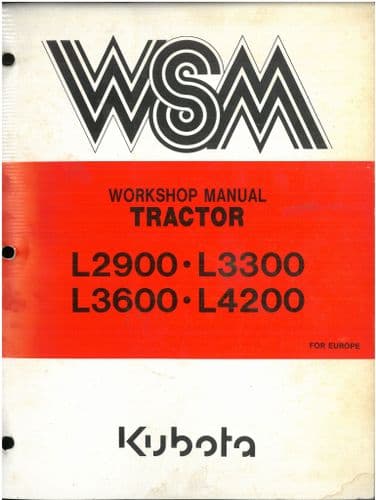 WSM
WORKSHOP MANUAL
TRACTOR
L2900・L3300
L3600・L4200
FOR EUROPE
Kubota